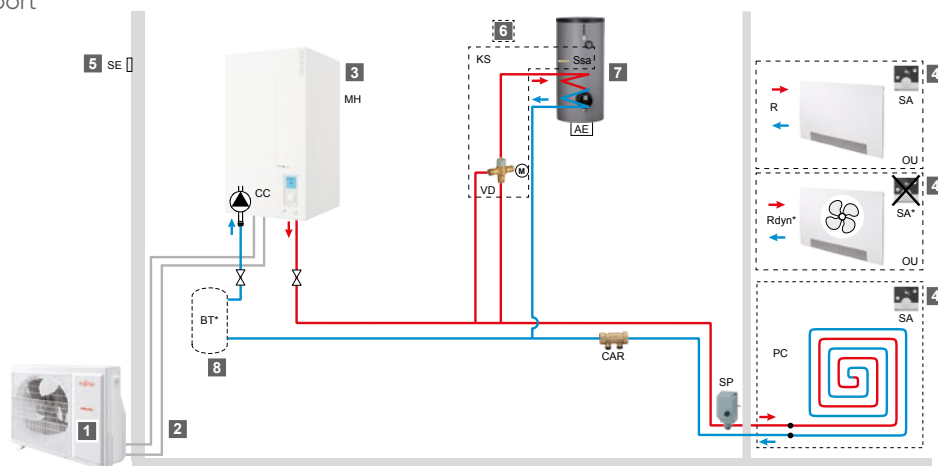 port
5 SE
3
MH
CC
6
KS
Ssa
7
AE
M
VD
4
SA
R
OU
4
SA*
Rdyn*
OU
4
SA
PC
BT*
8
CAR
SP
FUJITSU
1
2